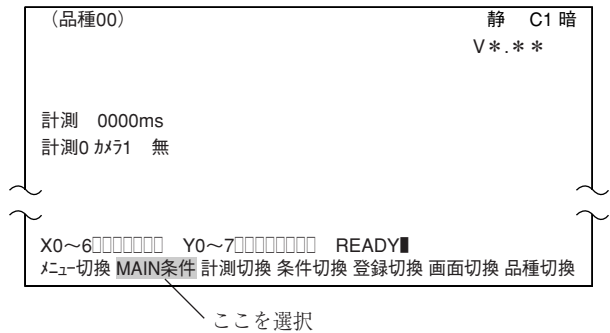 （品種00） 静 C1 暗
V＊.＊＊
計測 0000ms
計測0 ｶﾒﾗ1 無
X0～6□□□□□□□ Y0～7□□□□□□□□ READY■
ﾒﾆｭｰ切換 MAIN条件 計測切換 条件切換 登録切換 画面切換 品種切換
ここを選択